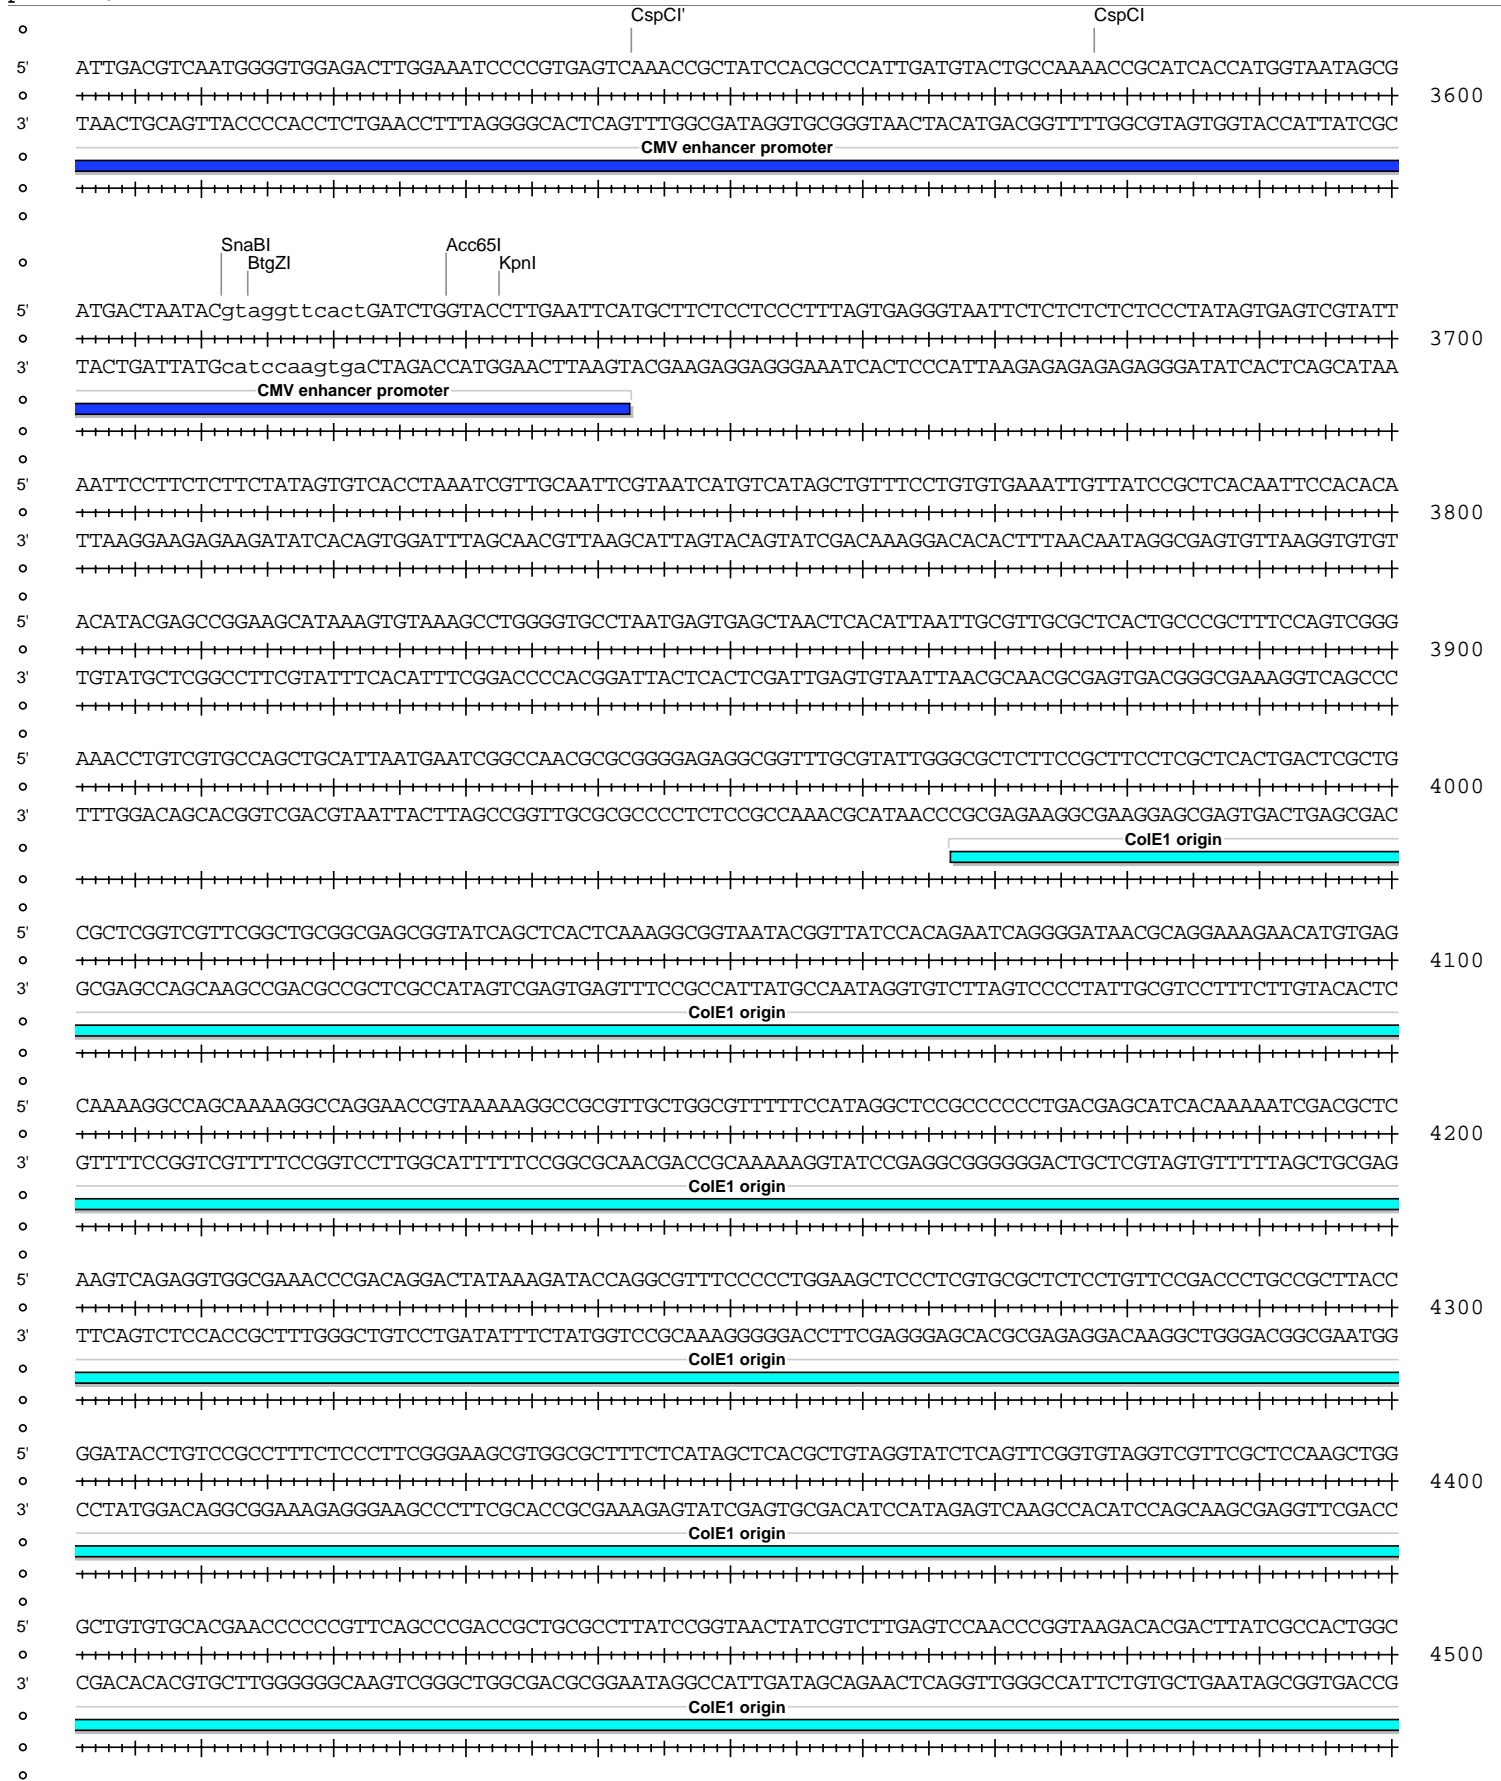 CspCI' CspCI
5' ATTGACGTCAATGGGGTGGAGACTTGGAAATCCCCGTGAGTCAAACCGCTATCCACGCCCATTGATGTACTGCCAAAACCGCATCACCATGGTAATAGCG
3600
3' TAACTGCAGTTACCCCACCTCTGAACCTTTAGGGGCACTCAGTTTGGCGATAGGTGCGGGTAACTACATGACGGTTTTGGCGTAGTGGTACCATTATCGC
CMV enhancer promoter
SnaBI Acc65I
BtgZI KpnI
5' ATGACTAATACgtaggttcactGATCTGGTACCTTGAATTCATGCTTCTCCTCCCTTTAGTGAGGGTAATTCTCTCTCTCTCCCTATAGTGAGTCGTATT
3700
3' TACTGATTATGcatccaagtgaCTAGACCATGGAACTTAAGTACGAAGAGGAGGGAAATCACTCCCATTAAGAGAGAGAGAGGGATATCACTCAGCATAA
CMV enhancer promoter
5' AATTCCTTCTCTTCTATAGTGTCACCTAAATCGTTGCAATTCGTAATCATGTCATAGCTGTTTCCTGTGTGAAATTGTTATCCGCTCACAATTCCACACA
3800
3' TTAAGGAAGAGAAGATATCACAGTGGATTTAGCAACGTTAAGCATTAGTACAGTATCGACAAAGGACACACTTTAACAATAGGCGAGTGTTAAGGTGTGT
5' ACATACGAGCCGGAAGCATAAAGTGTAAAGCCTGGGGTGCCTAATGAGTGAGCTAACTCACATTAATTGCGTTGCGCTCACTGCCCGCTTTCCAGTCGGG
3900
3' TGTATGCTCGGCCTTCGTATTTCACATTTCGGACCCCACGGATTACTCACTCGATTGAGTGTAATTAACGCAACGCGAGTGACGGGCGAAAGGTCAGCCC
5' AAACCTGTCGTGCCAGCTGCATTAATGAATCGGCCAACGCGCGGGGAGAGGCGGTTTGCGTATTGGGCGCTCTTCCGCTTCCTCGCTCACTGACTCGCTG
4000
3' TTTGGACAGCACGGTCGACGTAATTACTTAGCCGGTTGCGCGCCCCTCTCCGCCAAACGCATAACCCGCGAGAAGGCGAAGGAGCGAGTGACTGAGCGAC
ColE1 origin
5' CGCTCGGTCGTTCGGCTGCGGCGAGCGGTATCAGCTCACTCAAAGGCGGTAATACGGTTATCCACAGAATCAGGGGATAACGCAGGAAAGAACATGTGAG
4100
3' GCGAGCCAGCAAGCCGACGCCGCTCGCCATAGTCGAGTGAGTTTCCGCCATTATGCCAATAGGTGTCTTAGTCCCCTATTGCGTCCTTTCTTGTACACTC
ColE1 origin
5' CAAAAGGCCAGCAAAAGGCCAGGAACCGTAAAAAGGCCGCGTTGCTGGCGTTTTTCCATAGGCTCCGCCCCCCTGACGAGCATCACAAAAATCGACGCTC
4200
3' GTTTTCCGGTCGTTTTCCGGTCCTTGGCATTTTTCCGGCGCAACGACCGCAAAAAGGTATCCGAGGCGGGGGGACTGCTCGTAGTGTTTTTAGCTGCGAG
ColE1 origin
5' AAGTCAGAGGTGGCGAAACCCGACAGGACTATAAAGATACCAGGCGTTTCCCCCTGGAAGCTCCCTCGTGCGCTCTCCTGTTCCGACCCTGCCGCTTACC
4300
3' TTCAGTCTCCACCGCTTTGGGCTGTCCTGATATTTCTATGGTCCGCAAAGGGGGACCTTCGAGGGAGCACGCGAGAGGACAAGGCTGGGACGGCGAATGG
ColE1 origin
5' GGATACCTGTCCGCCTTTCTCCCTTCGGGAAGCGTGGCGCTTTCTCATAGCTCACGCTGTAGGTATCTCAGTTCGGTGTAGGTCGTTCGCTCCAAGCTGG
4400
3' CCTATGGACAGGCGGAAAGAGGGAAGCCCTTCGCACCGCGAAAGAGTATCGAGTGCGACATCCATAGAGTCAAGCCACATCCAGCAAGCGAGGTTCGACC
ColE1 origin
5' GCTGTGTGCACGAACCCCCCGTTCAGCCCGACCGCTGCGCCTTATCCGGTAACTATCGTCTTGAGTCCAACCCGGTAAGACACGACTTATCGCCACTGGC
4500
3' CGACACACGTGCTTGGGGGGCAAGTCGGGCTGGCGACGCGGAATAGGCCATTGATAGCAGAACTCAGGTTGGGCCATTCTGTGCTGAATAGCGGTGACCG
ColE1 origin